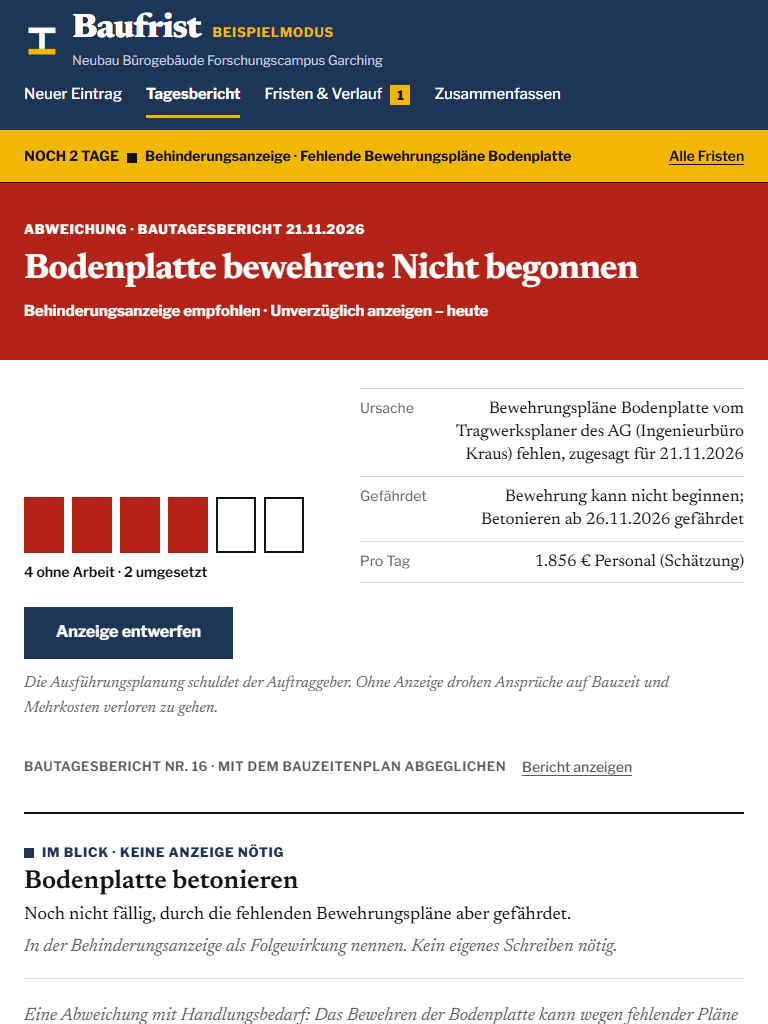 Baufrist BEISPIELMODUS
Neubau Bürogebäude Forschungscampus Garching
Neuer Eintrag Tagesbericht Fristen & Verlauf 1 Zusammenfassen
NOCH 2 TAGE ■ Behinderungsanzeige · Fehlende Bewehrungspläne Bodenplatte Alle Fristen
ABWEICHUNG · BAUTAGESBERICHT 21.11.2026
Bodenplatte bewehren: Nicht begonnen
Behinderungsanzeige empfohlen · Unverzüglich anzeigen – heute
4 ohne Arbeit · 2 umgesetzt
Ursache Bewehrungspläne Bodenplatte vom
Tragwerksplaner des AG (Ingenieurbüro
Kraus) fehlen, zugesagt für 21.11.2026
Gefährdet Bewehrung kann nicht beginnen;
Betonieren ab 26.11.2026 gefährdet
Pro Tag 1.856 € Personal (Schätzung)
Anzeige entwerfen
Die Ausführungsplanung schuldet der Auftraggeber. Ohne Anzeige drohen Ansprüche auf Bauzeit und
Mehrkosten verloren zu gehen.
BAUTAGESBERICHT NR. 16 · MIT DEM BAUZEITENPLAN ABGEGLICHEN Bericht anzeigen
■ IM BLICK · KEINE ANZEIGE NÖTIG
Bodenplatte betonieren
Noch nicht fällig, durch die fehlenden Bewehrungspläne aber gefährdet.
In der Behinderungsanzeige als Folgewirkung nennen. Kein eigenes Schreiben nötig.
Eine Abweichung mit Handlungsbedarf: Das Bewehren der Bodenplatte kann wegen fehlender Pläne